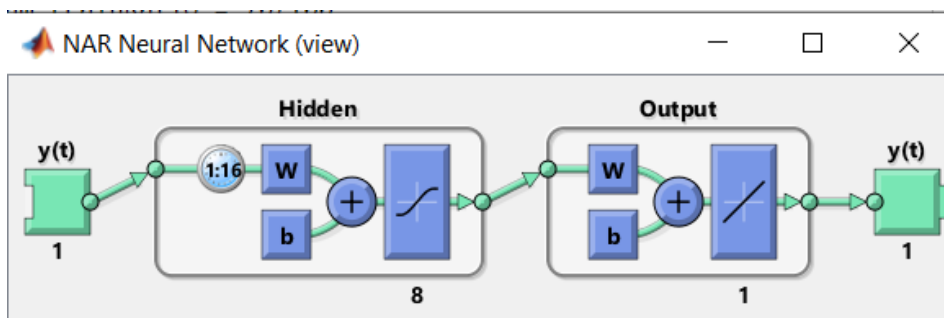 NAR Neural Network (view)
Hidden
Output
y(t)
1:16
W
b
W
b
y(t)
1
8
1
1